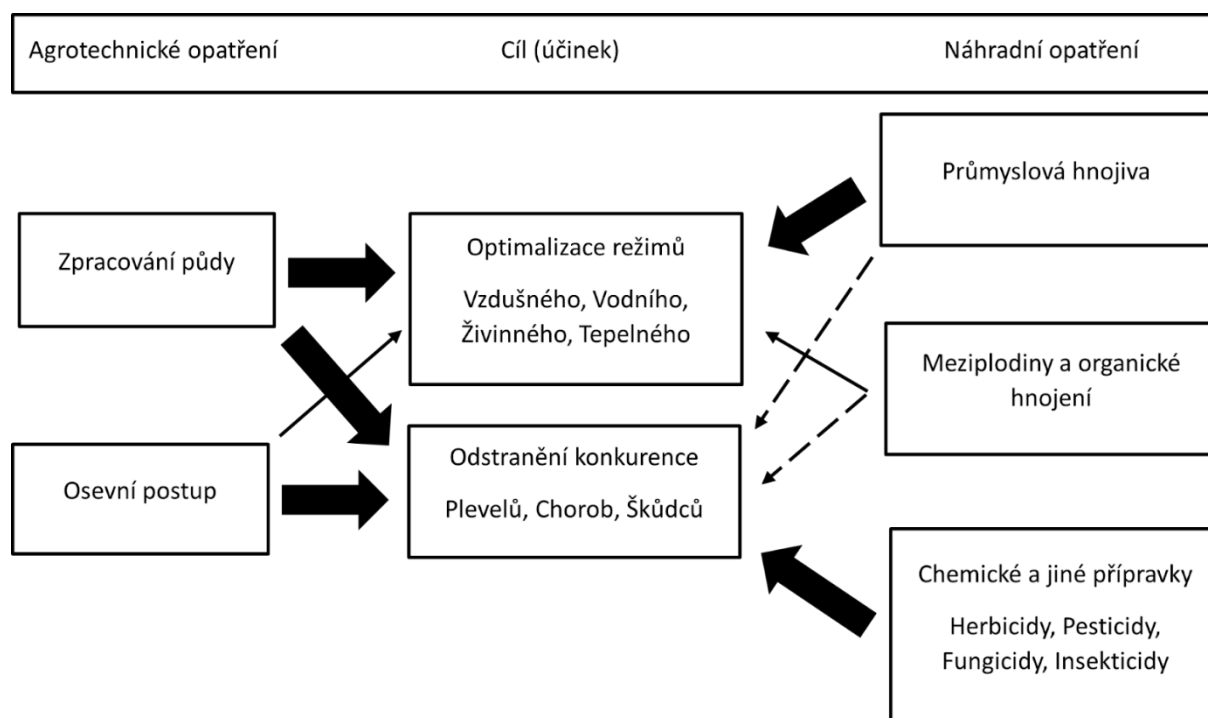 Agrotechnické opatření
Cíl (účinek)
Náhradní opatření
Zpracování půdy
Osevní postup
Optimalizace režimů
Vzdušného, Vodního,
Živinného, Tepelného
Odstranění konkurence
Plevelů, Chorob, Škůdců
Průmyslová hnojiva
Meziplodiny a organické
hnojení
Chemické a jiné přípravky
Herbicidy, Pesticidy,
Fungicidy, Insekticidy